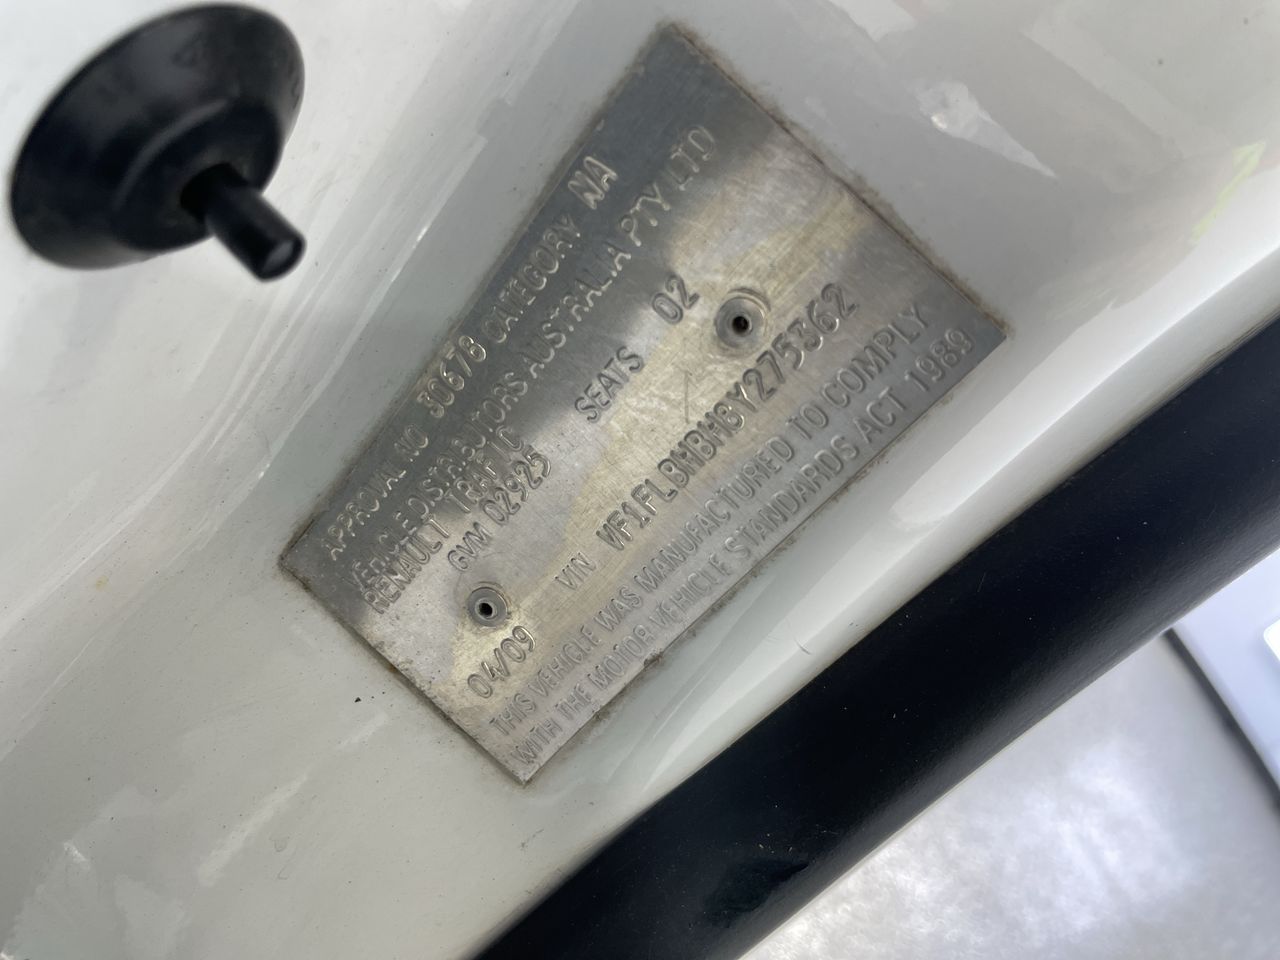 APPROVAL NO 30678 CATEGORY NA
VEHICLE DISTRIBUTORS AUSTRALIA PTY LTD
RENAULT TRAFIC
GVM 02925 SEATS 02
VIN VF1FLBHBH8Y275362
04/09
THIS VEHICLE WAS MANUFACTURED TO COMPLY
WITH THE MOTOR VEHICLE STANDARDS ACT 1989